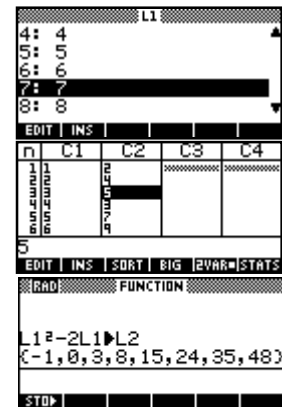 L1
4: 4
5: 5
6: 6
7: 7
8: 8
EDIT INS
n C1 C2 C3 C4
1 1 2
2 2 4
3 3 5
4 4 3
5 5 7
6 6 9
5
EDIT INS SORT BIG 2VAR▪ STATS
RAD FUNCTION
L1²-2L1▶L2
{-1,0,3,8,15,24,35,48}
STO▶